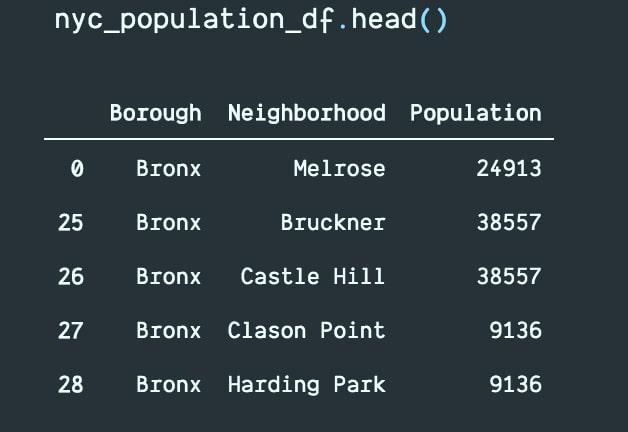 nyc_population_df.head()
Borough Neighborhood Population
0 Bronx Melrose 24913
25 Bronx Bruckner 38557
26 Bronx Castle Hill 38557
27 Bronx Clason Point 9136
28 Bronx Harding Park 9136